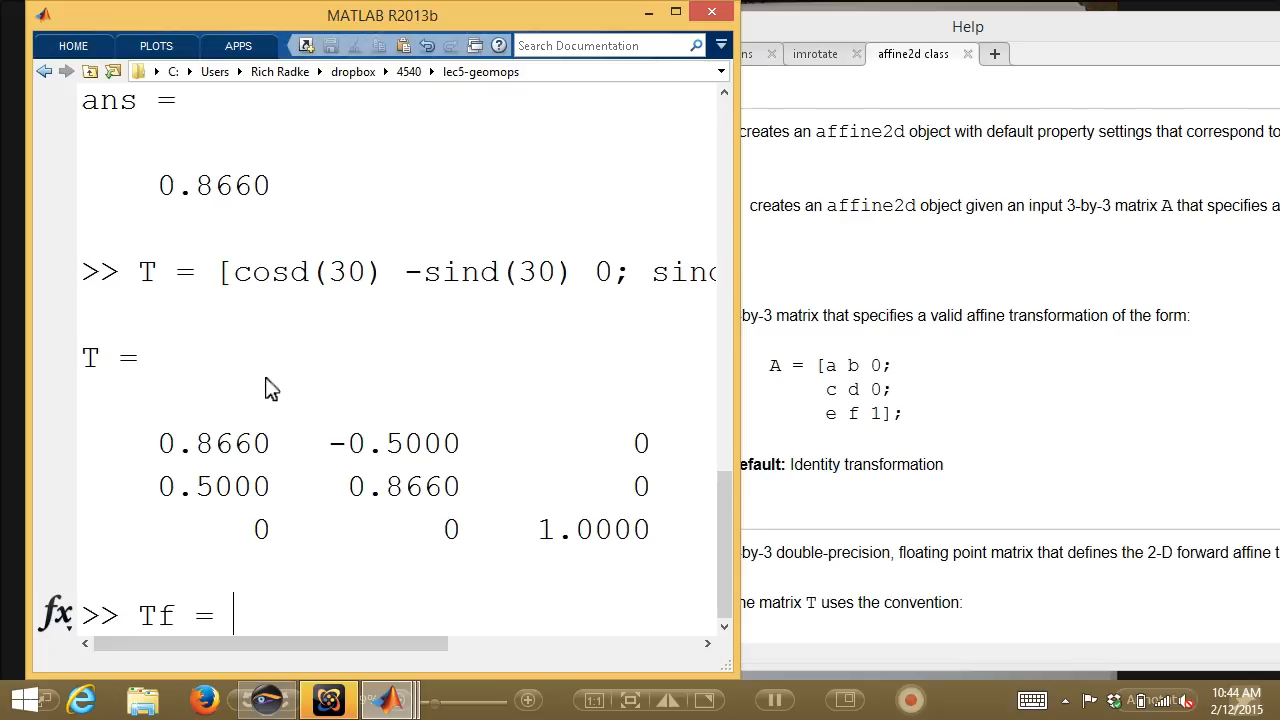 MATLAB R2013b
HOME PLOTS APPS Search Documentation
C: Users Rich Radke dropbox 4540 lec5-geomops
ans =
0.8660
>> T = [cosd(30) -sind(30) 0; sind
T =
0.8660 -0.5000 0
0.5000 0.8660 0
0 0 1.0000
fx >> Tf =
Help
ns imrotate affine2d class
creates an affine2d object with default property settings that correspond to
creates an affine2d object given an input 3-by-3 matrix A that specifies a
-by-3 matrix that specifies a valid affine transformation of the form:
A = [a b 0;
c d 0;
e f 1];
efault: Identity transformation
-by-3 double-precision, floating point matrix that defines the 2-D forward affine t
he matrix T uses the convention:
1:1
10:44 AM
2/12/2015